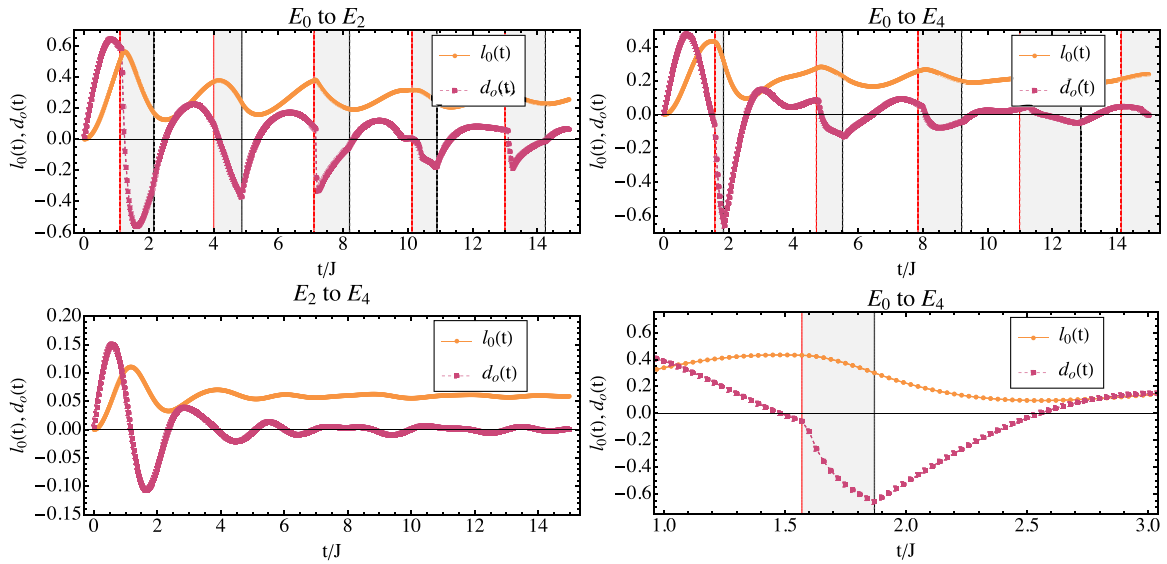 E₀ to E₂
0.6
0.4
0.2
0.0
−0.2
−0.4
−0.6
l₀(t), dₒ(t)
l₀(t)
dₒ(t)
0 2 4 6 8 10 12 14
t/J
E₀ to E₄
0.4
0.2
0.0
−0.2
−0.4
−0.6
l₀(t), dₒ(t)
l₀(t)
dₒ(t)
0 2 4 6 8 10 12 14
t/J
E₂ to E₄
0.20
0.15
0.10
0.05
0.00
0.05
0.10
0.15
l₀(t), dₒ(t)
l₀(t)
dₒ(t)
0 2 4 6 8 10 12 14
t/J
E₀ to E₄
0.6
0.4
0.2
0.0
−0.2
−0.4
−0.6
l₀(t), dₒ(t)
l₀(t)
dₒ(t)
1.0 1.5 2.0 2.5 3.0
t/J